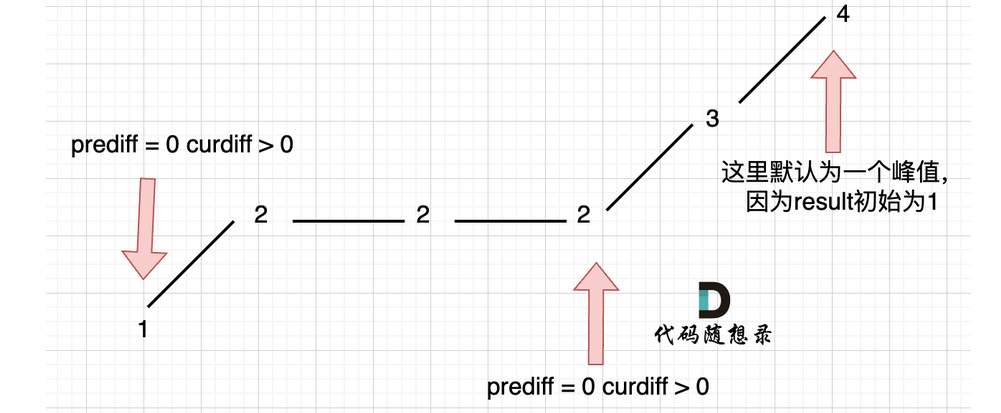 4
3
prediff = 0 curdiff > 0
这里默认为一个峰值，
因为result初始为1
2 2 2
1
代码随想录
prediff = 0 curdiff > 0